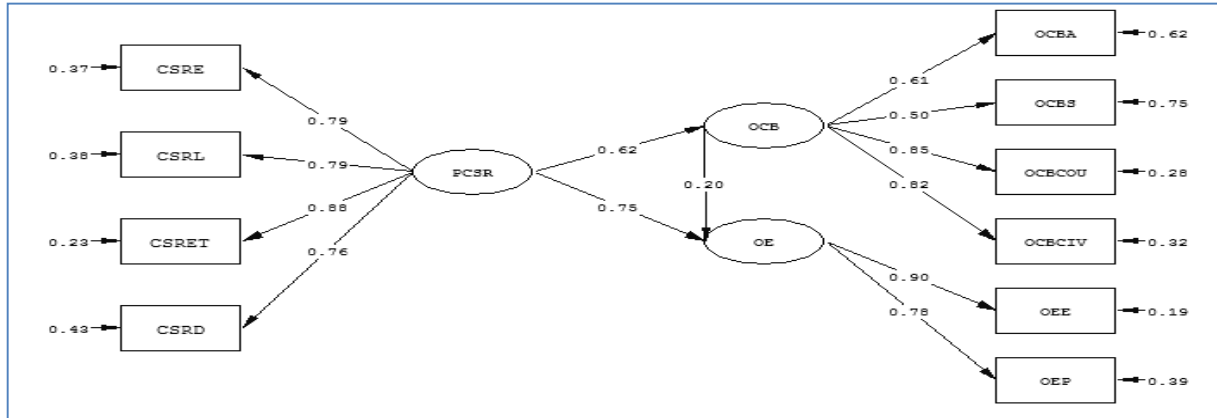 OCBA
0.62
CSRE
0.37
0.61
OCBS
0.75
0.79
OCB
0.50
CSRL
0.38
0.79
0.62
0.85
OCBCOU
0.28
PCSR
0.20
0.82
0.88
0.75
CSRET
0.23
OE
OCBCIV
0.32
0.76
0.90
CSRD
0.43
0.78
OEE
0.19
OEP
0.39